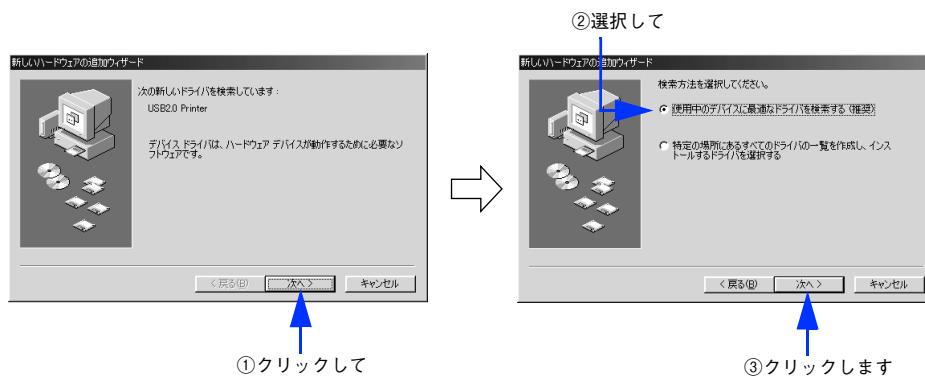 ②選択して
新しいハードウェアの追加ウィザード
次の新しいドライバを検索しています:
USB2.0 Printer
デバイス ドライバは、ハードウェア デバイスが動作するために必要なソ
フトウェアです。
< 戻る(B)
次へ >
キャンセル
①クリックして
新しいハードウェアの追加ウィザード
検索方法を選択してください。
使用中のデバイスに最適なドライバを検索する (推奨)
特定の場所にあるすべてのドライバの一覧を作成し、インス
トールするドライバを選択する
< 戻る(B)
次へ >
キャンセル
③クリックします